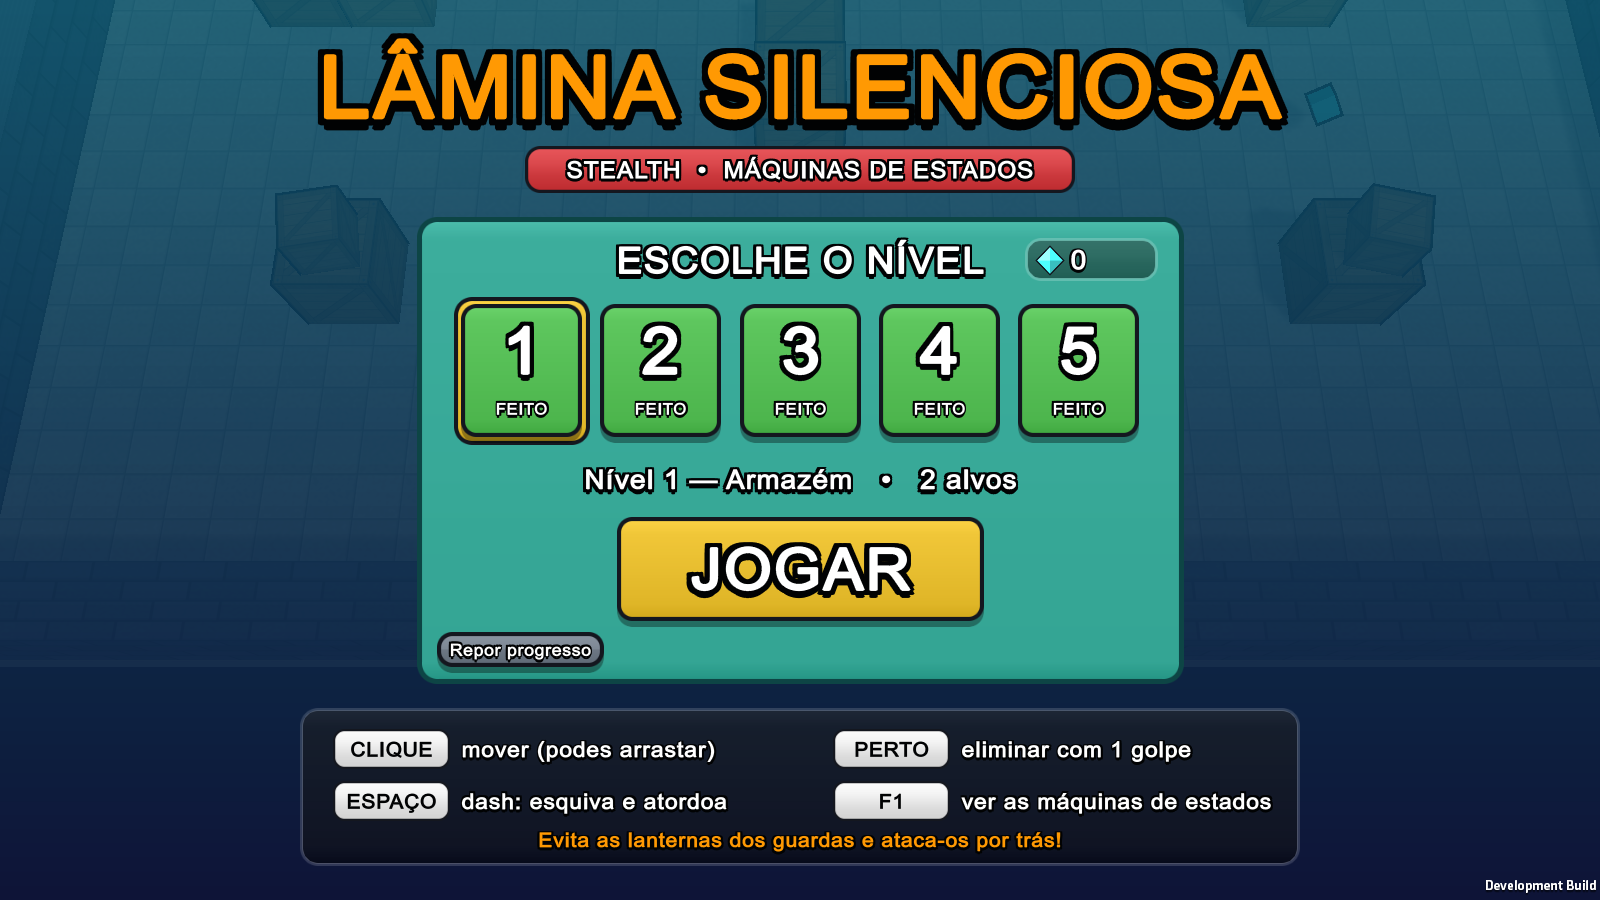 LÂMINA SILENCIOSA
STEALTH • MÁQUINAS DE ESTADOS
ESCOLHE O NÍVEL
0
1 2 3 4 5
FEITO FEITO FEITO FEITO FEITO
Nível 1 — Armazém • 2 alvos
JOGAR
Repor progresso
CLIQUE mover (podes arrastar) PERTO eliminar com 1 golpe
ESPAÇO dash: esquiva e atordoa F1 ver as máquinas de estados
Evita as lanternas dos guardas e ataca-os por trás!
Development Build